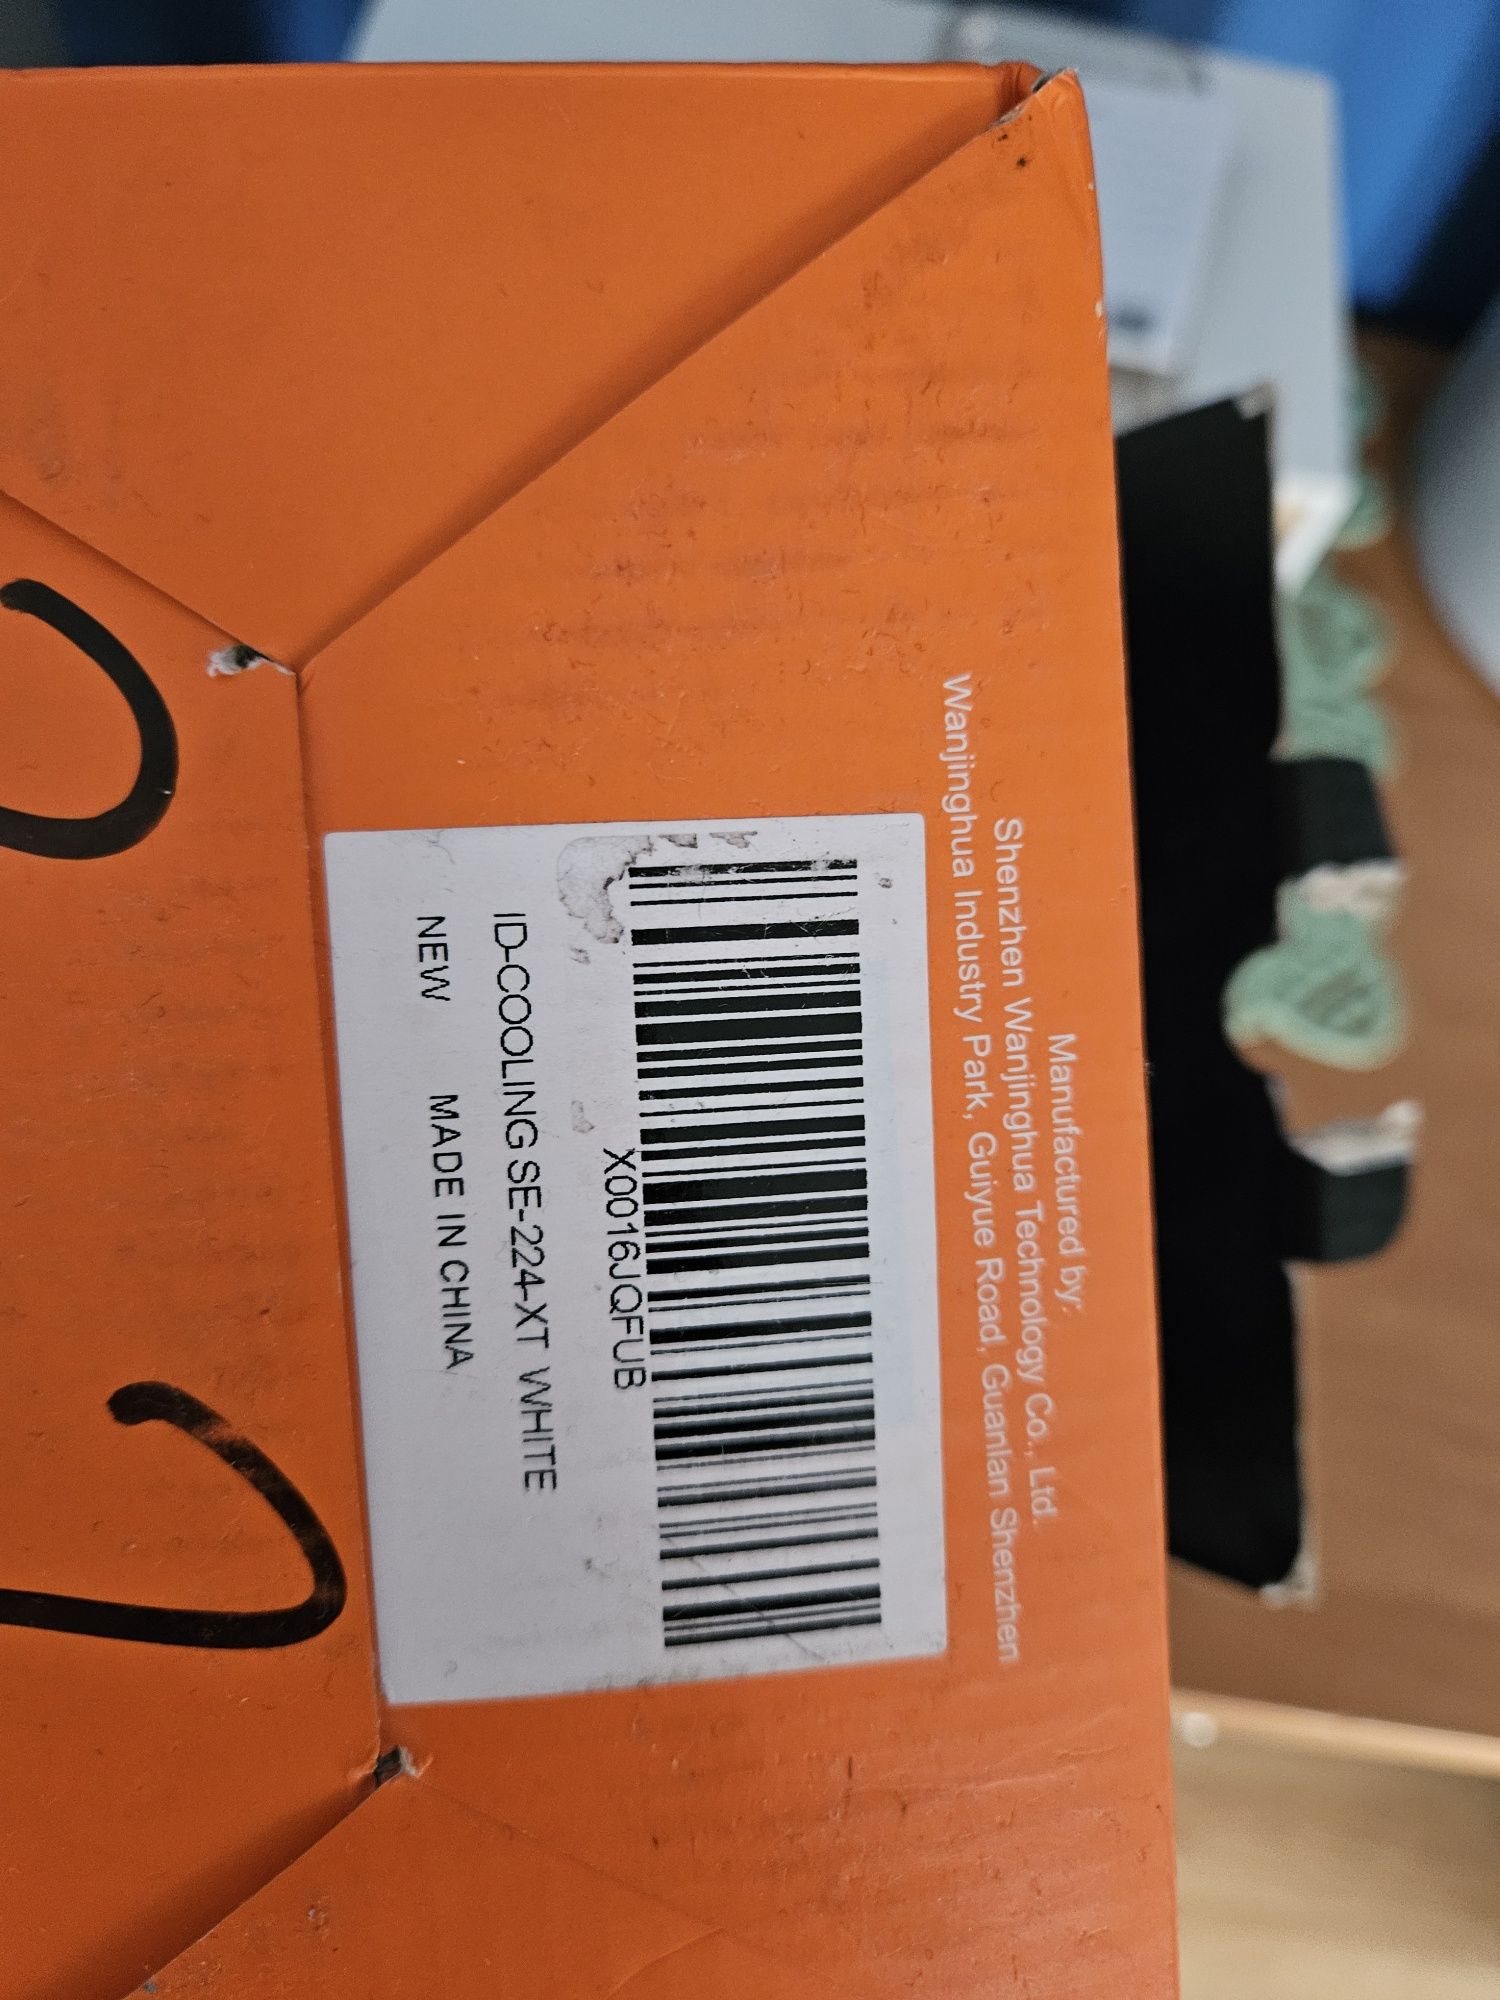 Manufactured by:
Shenzhen Wanjinghua Technology Co., Ltd.
Wanjinghua Industry Park, Guiyue Road, Guanlan Shenzhen
X0016JQFUB
ID-COOLING SE-224-XT WHITE
NEW MADE IN CHINA